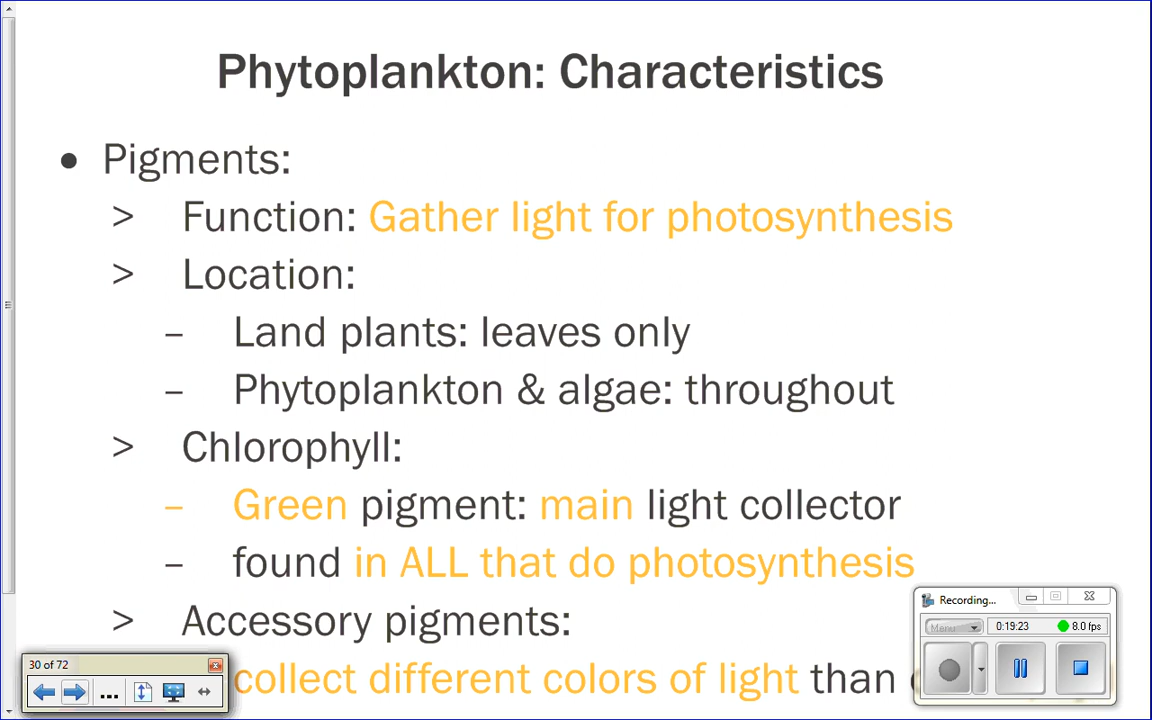 Phytoplankton: Characteristics
● Pigments:
> Function: Gather light for photosynthesis
> Location:
– Land plants: leaves only
– Phytoplankton & algae: throughout
> Chlorophyll:
– Green pigment: main light collector
– found in ALL that do photosynthesis
> Accessory pigments:
collect different colors of light than
Recording...
Manu
0:19:23
8.0 fps
30 of 72